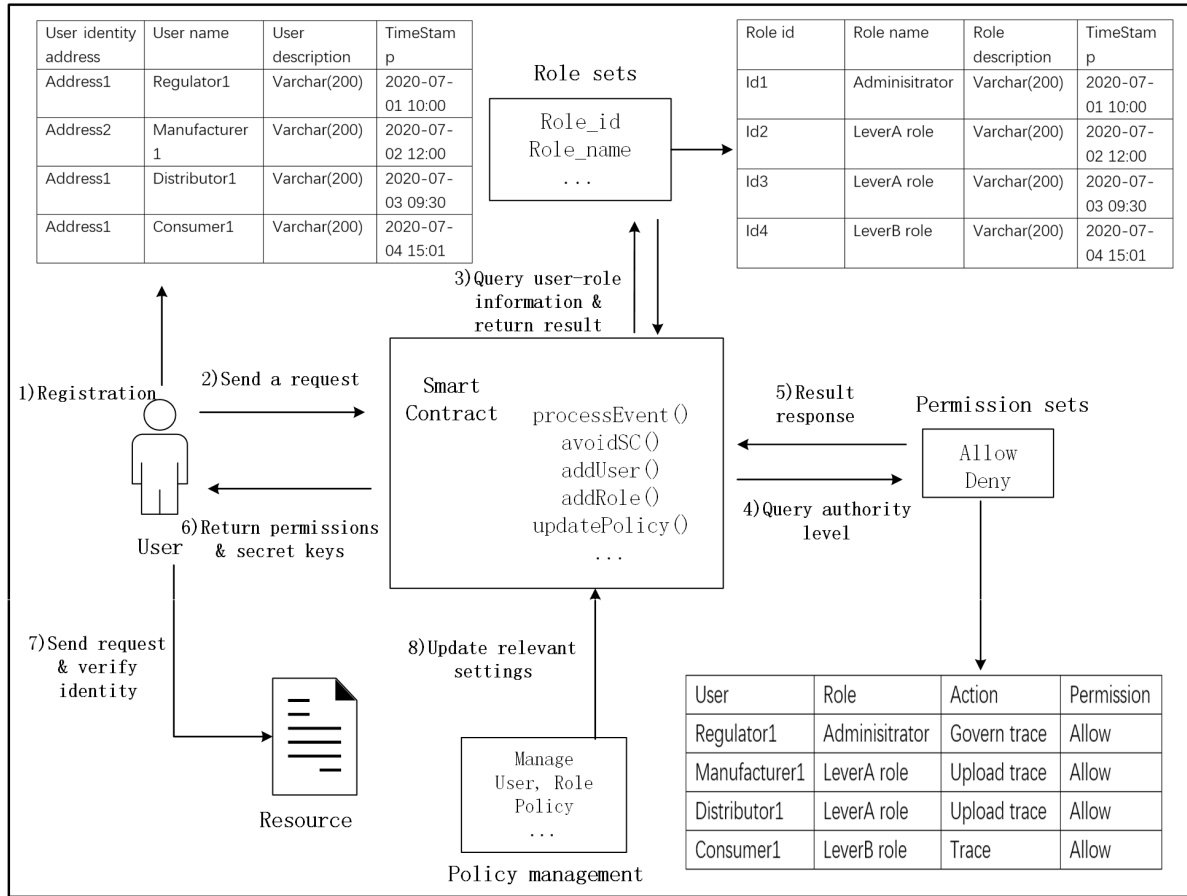 User identity address User name User description TimeStamp
Address1 Regulator1 Varchar(200) 2020-07-01 10:00
Address2 Manufacturer1 Varchar(200) 2020-07-02 12:00
Address1 Distributor1 Varchar(200) 2020-07-03 09:30
Address1 Consumer1 Varchar(200) 2020-07-04 15:01
Role sets
Role_id
Role_name
...
Role id Role name Role description TimeStamp
Id1 Adminisitrator Varchar(200) 2020-07-01 10:00
Id2 LeverA role Varchar(200) 2020-07-02 12:00
Id3 LeverA role Varchar(200) 2020-07-03 09:30
Id4 LeverB role Varchar(200) 2020-07-04 15:01
3)Query user-role
information &
return result
1)Registration
2)Send a request
Smart
Contract
processEvent()
avoidSC()
addUser()
addRole()
updatePolicy()
...
5)Result
response
Permission sets
Allow
Deny
4)Query authority
level
6)Return permissions
& secret keys
User
7)Send request
& verify
identity
8)Update relevant
settings
Resource
Manage
User, Role
Policy
...
Policy management
User Role Action Permission
Regulator1 Adminisitrator Govern trace Allow
Manufacturer1 LeverA role Upload trace Allow
Distributor1 LeverA role Upload trace Allow
Consumer1 LeverB role Trace Allow